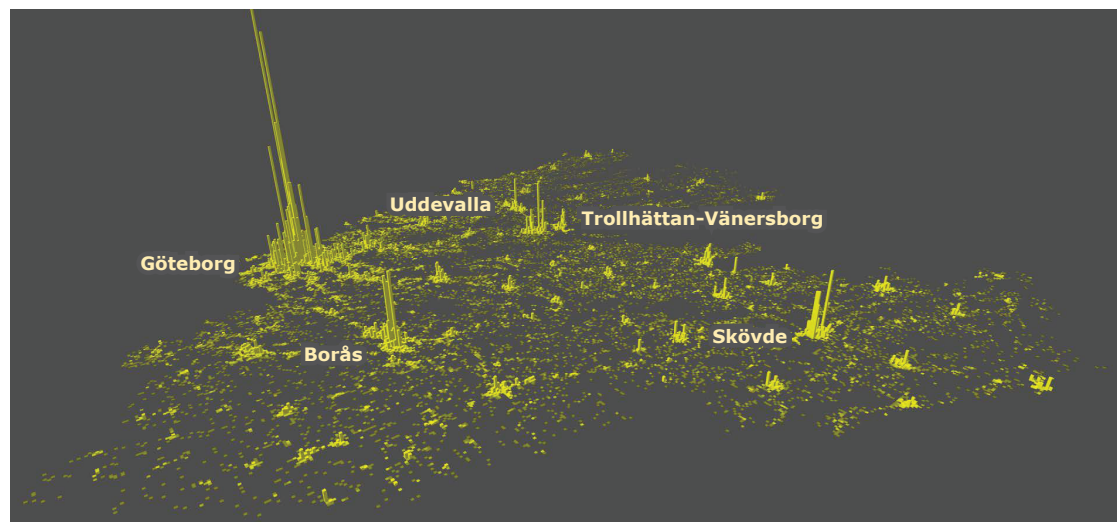 Uddevalla
Trollhättan-Vänersborg
Göteborg
Skövde
Borås